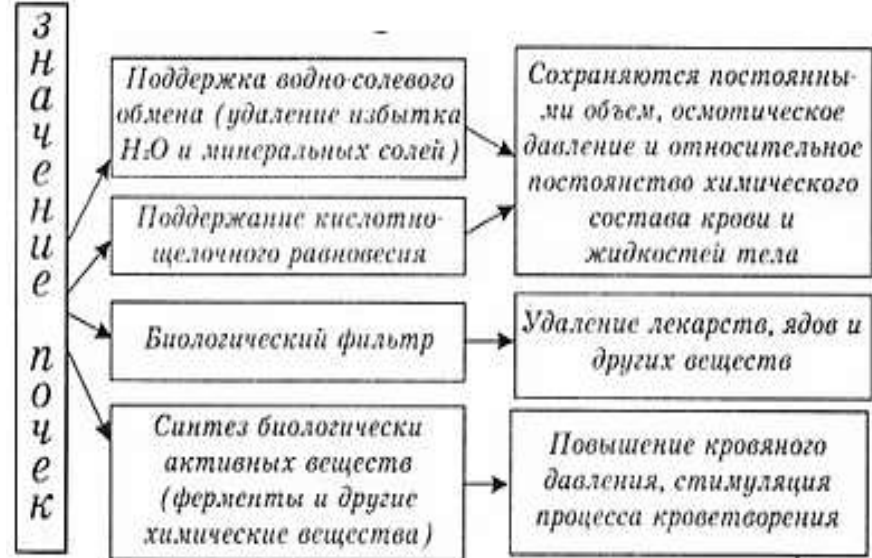 значение почек
Поддержка водно-солевого
обмена (удаление избытка
H₂O и минеральных солей)
Сохраняются постоянны-
ми объем, осмотическое
давление и относительное
постоянство химического
состава крови и
жидкостей тела
Поддержание кислотно-
щелочного равновесия
Биологический фильтр
Удаление лекарств, ядов и
других веществ
Синтез биологически
активных веществ
(ферменты и другие
химические вещества)
Повышение кровяного
давления, стимуляция
процесса кроветворения